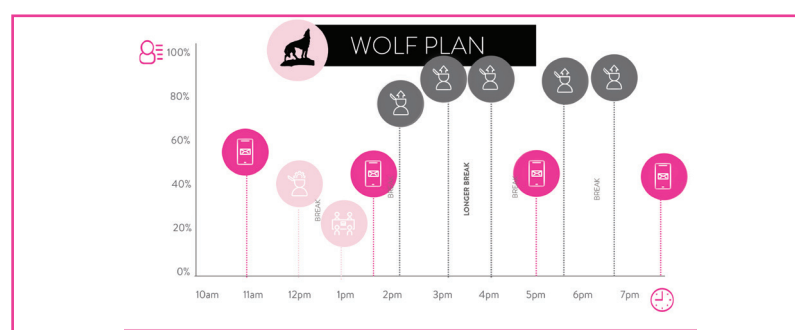 WOLF PLAN
100%
80%
60%
40%
20%
0%
BREAK
BREAK
LONGER BREAK
BREAK
BREAK
10am 11am 12pm 1pm 2pm 3pm 4pm 5pm 6pm 7pm